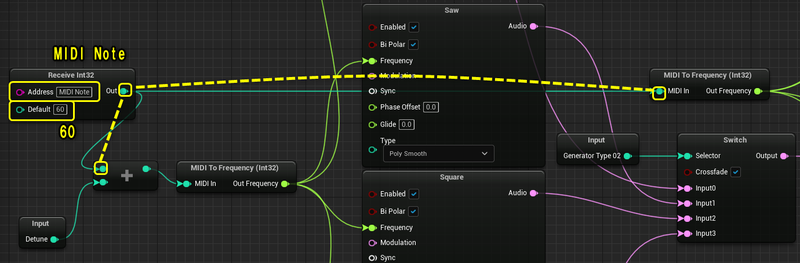 MIDI Note
Receive Int32
Address MIDI Note Out
Default 60
60
MIDI To Frequency (Int32)
MIDI In Out Frequency
Input
Detune
Saw
Enabled Audio
Bi Polar
Frequency
Modulation
Sync
Phase Offset 0.0
Glide 0.0
Type
Poly Smooth
Square
Enabled Audio
Bi Polar
Frequency
Modulation
Sync
MIDI To Frequency (Int32)
MIDI In Out Frequency
Input
Generator Type 02
Switch
Selector Output
Crossfade
Input0
Input1
Input2
Input3